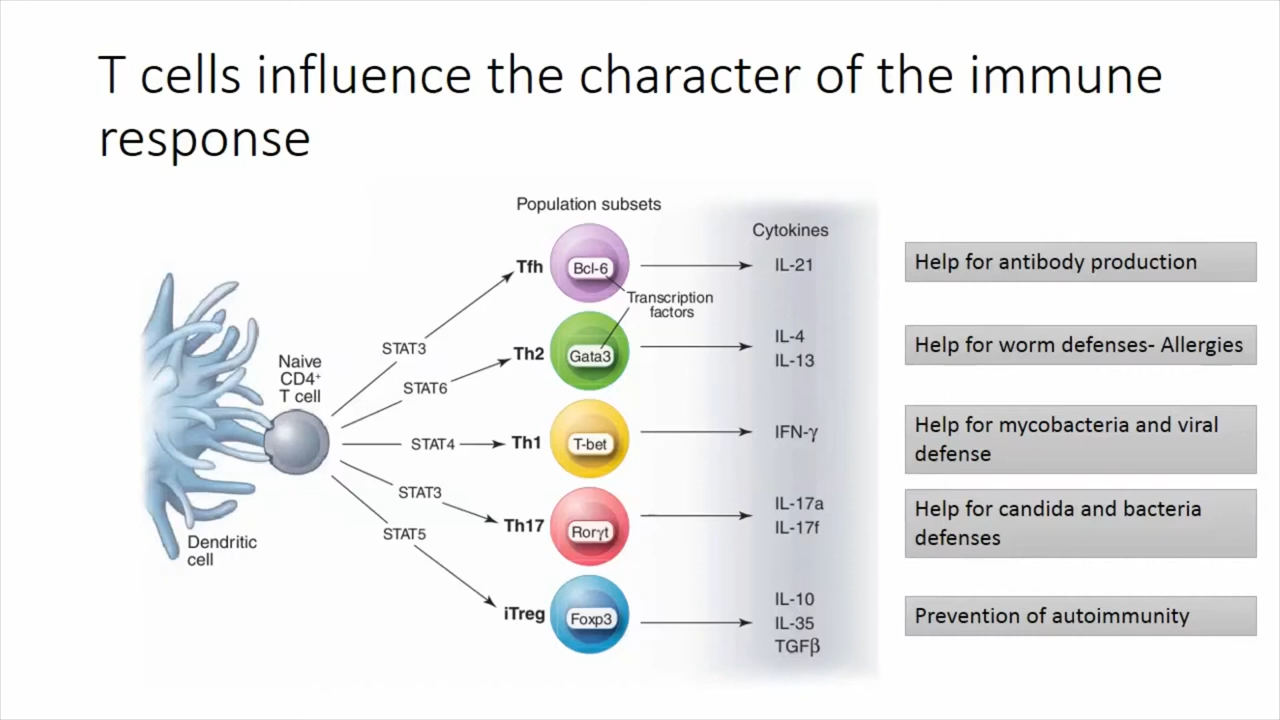 T cells influence the character of the immune
response
Population subsets
Cytokines
Tfh
Bcl-6
IL-21
Help for antibody production
Transcription
factors
STAT3
Naive
CD4+
T cell
STAT6
Th2
Gata3
IL-4
IL-13
Help for worm defenses- Allergies
STAT4
Th1
T-bet
IFN-γ
Help for mycobacteria and viral
defense
STAT3
Th17
Rorγt
IL-17a
IL-17f
Help for candida and bacteria
defenses
STAT5
Dendritic
cell
iTreg
Foxp3
IL-10
IL-35
TGFβ
Prevention of autoimmunity